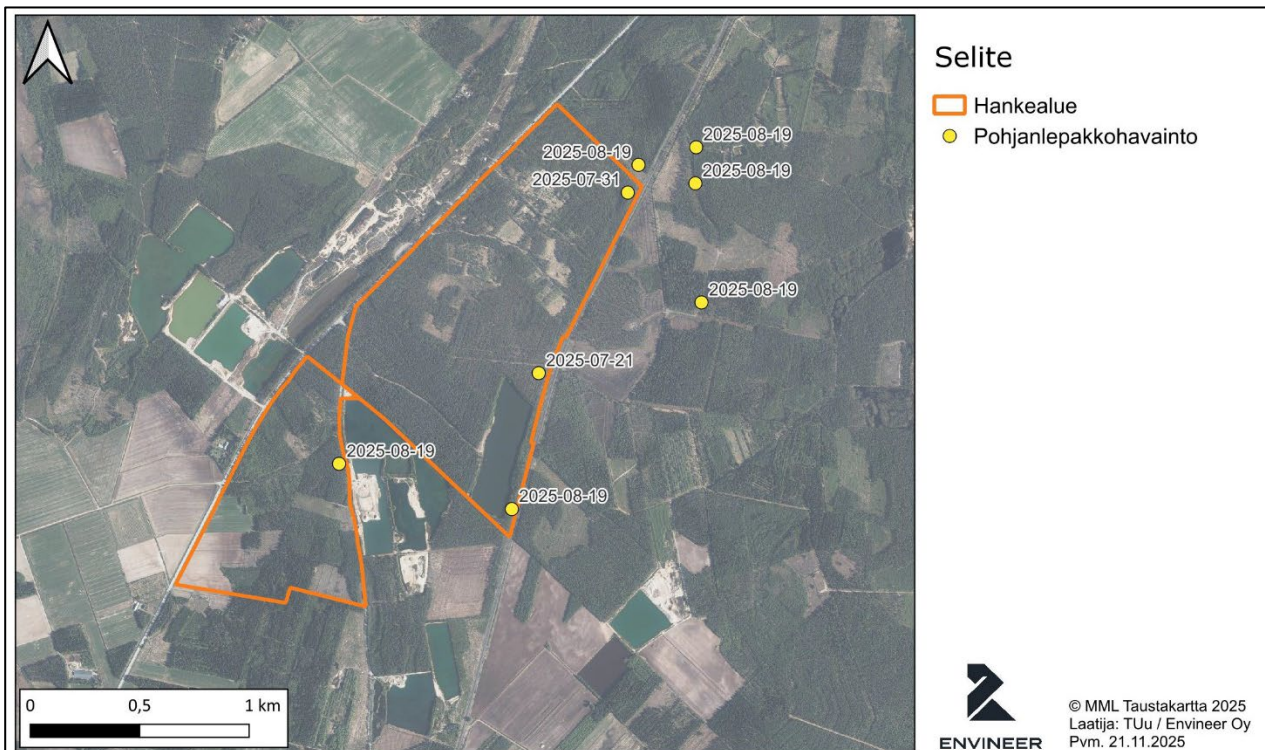 Selite
Hankealue
Pohjanlepakkohavainto
2025-08-19
2025-08-19
2025-08-19
2025-07-31
2025-08-19
2025-07-21
2025-08-19
2025-08-19
0 0,5 1 km
ENVINEER
© MML Taustakartta 2025
Laatija: TUu / Envineer Oy
Pvm. 21.11.2025